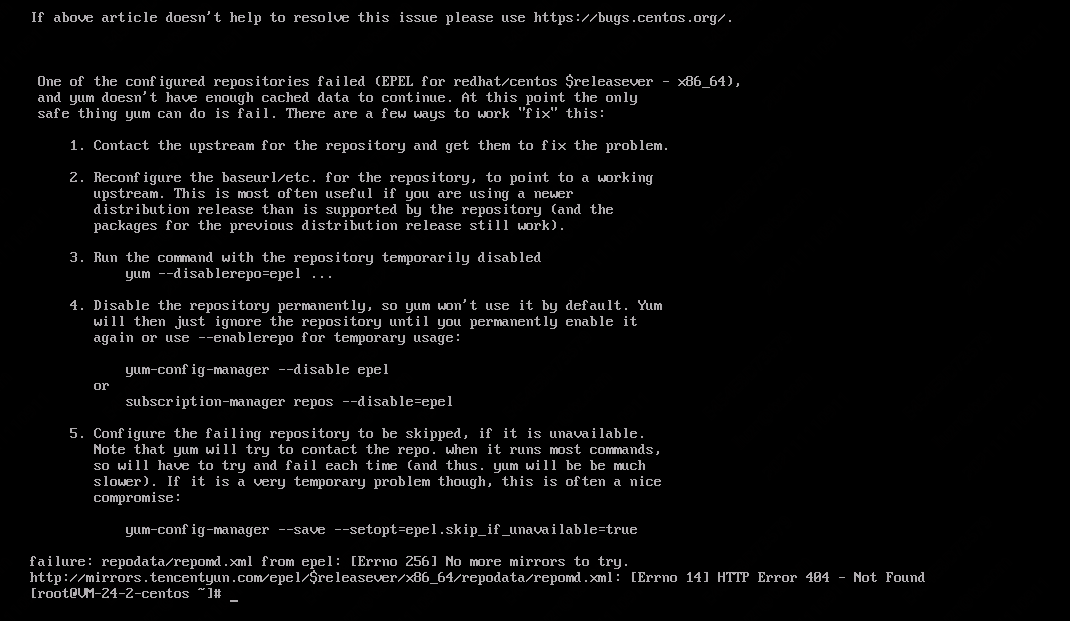 If above article doesn't help to resolve this issue please use https://bugs.centos.org/.
One of the configured repositories failed (EPEL for redhat/centos $releasever - x86_64),
and yum doesn't have enough cached data to continue. At this point the only
safe thing yum can do is fail. There are a few ways to work "fix" this:
1. Contact the upstream for the repository and get them to fix the problem.
2. Reconfigure the baseurl/etc. for the repository, to point to a working
upstream. This is most often useful if you are using a newer
distribution release than is supported by the repository (and the
packages for the previous distribution release still work).
3. Run the command with the repository temporarily disabled
yum --disablerepo=epel ...
4. Disable the repository permanently, so yum won't use it by default. Yum
will then just ignore the repository until you permanently enable it
again or use --enablerepo for temporary usage:
yum-config-manager --disable epel
or
subscription-manager repos --disable=epel
5. Configure the failing repository to be skipped, if it is unavailable.
Note that yum will try to contact the repo. when it runs most commands,
so will have to try and fail each time (and thus. yum will be be much
slower). If it is a very temporary problem though, this is often a nice
compromise:
yum-config-manager --save --setopt=epel.skip_if_unavailable=true
failure: repodata/repomd.xml from epel: [Errno 256] No more mirrors to try.
http://mirrors.tencentyun.com/epel/$releasever/x86_64/repodata/repomd.xml: [Errno 14] HTTP Error 404 - Not Found
[root@VM-24-2-centos ~]# _